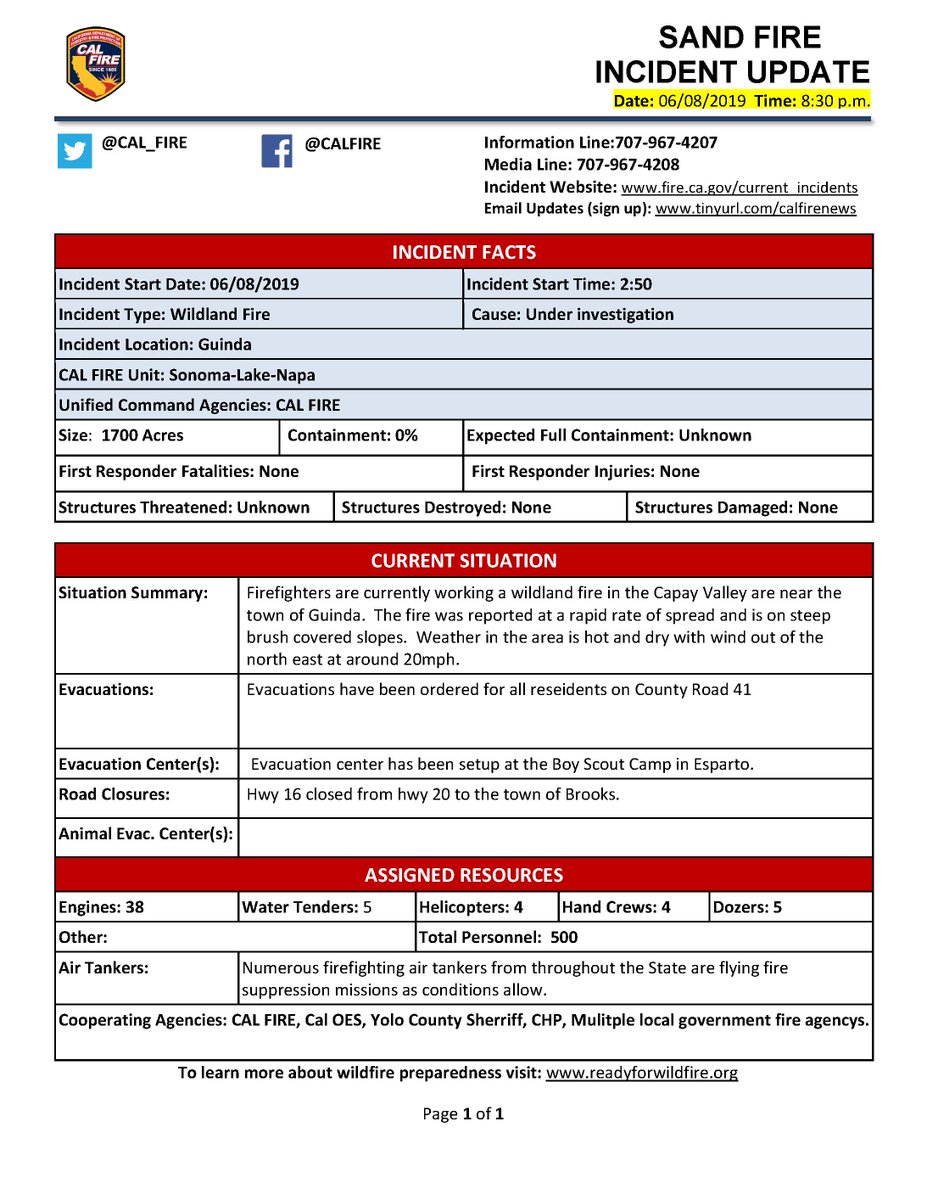 CALIFORNIA DEPARTMENT OF
FORESTRY & FIRE PROTECTION
CAL
FIRE
SINCE 1885
SAND FIRE
INCIDENT UPDATE
Date: 06/08/2019 Time: 8:30 p.m.
@CAL_FIRE
@CALFIRE
Information Line:707-967-4207
Media Line: 707-967-4208
Incident Website: www.fire.ca.gov/current_incidents
Email Updates (sign up): www.tinyurl.com/calfirenews
INCIDENT FACTS
Incident Start Date: 06/08/2019 Incident Start Time: 2:50
Incident Type: Wildland Fire Cause: Under investigation
Incident Location: Guinda
CAL FIRE Unit: Sonoma-Lake-Napa
Unified Command Agencies: CAL FIRE
Size: 1700 Acres Containment: 0% Expected Full Containment: Unknown
First Responder Fatalities: None First Responder Injuries: None
Structures Threatened: Unknown Structures Destroyed: None Structures Damaged: None
CURRENT SITUATION
Situation Summary: Firefighters are currently working a wildland fire in the Capay Valley are near the
town of Guinda. The fire was reported at a rapid rate of spread and is on steep
brush covered slopes. Weather in the area is hot and dry with wind out of the
north east at around 20mph.
Evacuations: Evacuations have been ordered for all reseidents on County Road 41
Evacuation Center(s): Evacuation center has been setup at the Boy Scout Camp in Esparto.
Road Closures: Hwy 16 closed from hwy 20 to the town of Brooks.
Animal Evac. Center(s):
ASSIGNED RESOURCES
Engines: 38 Water Tenders: 5 Helicopters: 4 Hand Crews: 4 Dozers: 5
Other: Total Personnel: 500
Air Tankers: Numerous firefighting air tankers from throughout the State are flying fire
suppression missions as conditions allow.
Cooperating Agencies: CAL FIRE, Cal OES, Yolo County Sherriff, CHP, Mulitple local government fire agencys.
To learn more about wildfire preparedness visit: www.readyforwildfire.org
Page 1 of 1